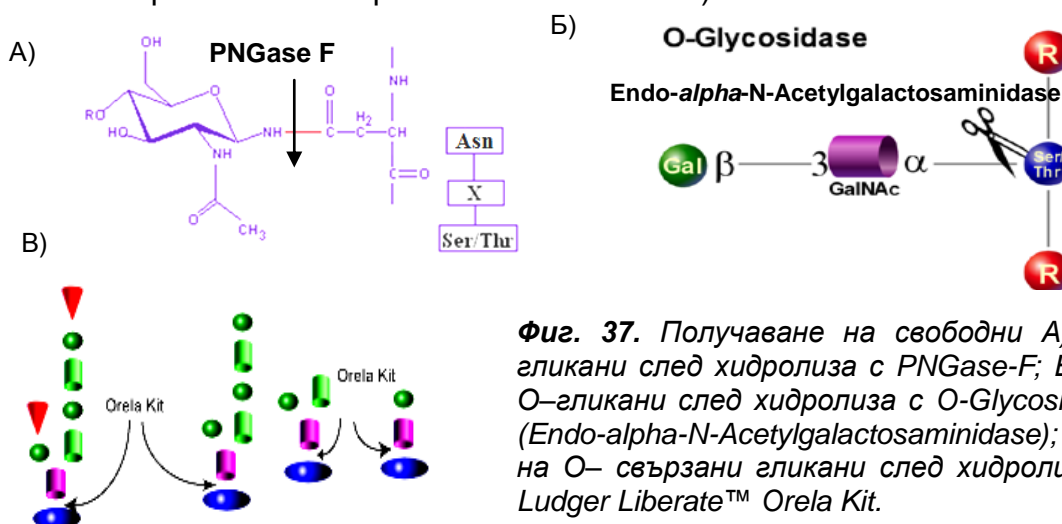 А)
PNGase F
OH
O
RO
HO
NH
O
H₂
C
CH
NH
C=O
NH
O
CH₃
Asn
X
Ser/Thr
Б)
O-Glycosidase
Endo-alpha-N-Acetylgalactosaminidase
R
Gal β 3 GalNAc α
Ser/
Thr
R
В)
Orela Kit
Orela Kit
Фиг. 37. Получаване на свободни А)
гликани след хидролиза с PNGase-F;
О–гликани след хидролиза с O-Glycosi
(Endo-alpha-N-Acetylgalactosaminidase);
на О– свързани гликани след хидроли
Ludger Liberate™ Orela Kit.